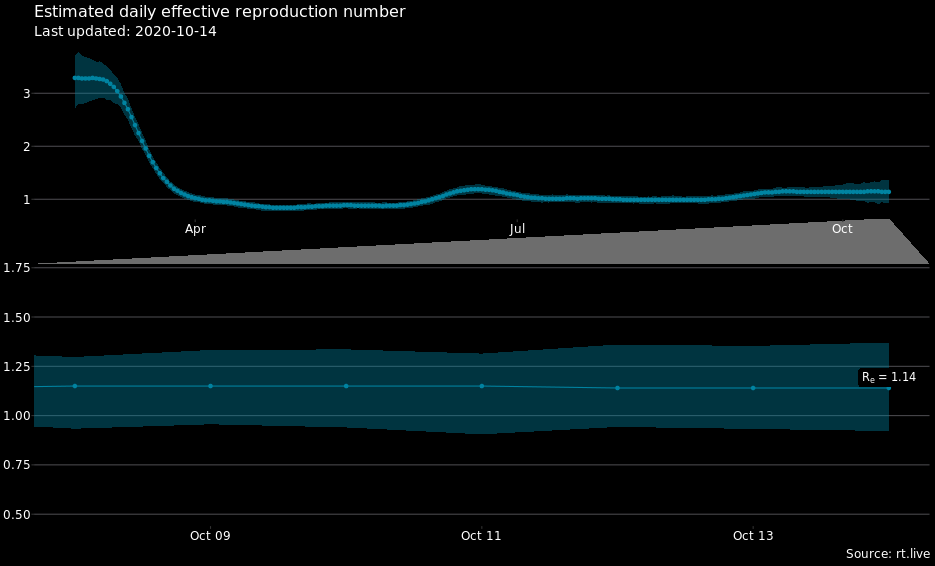 Estimated daily effective reproduction number
Last updated: 2020-10-14
3
2
1
Apr
Jul
Oct
1.75
1.50
1.25
Re = 1.14
1.00
0.75
0.50
Oct 09
Oct 11
Oct 13
Source: rt.live